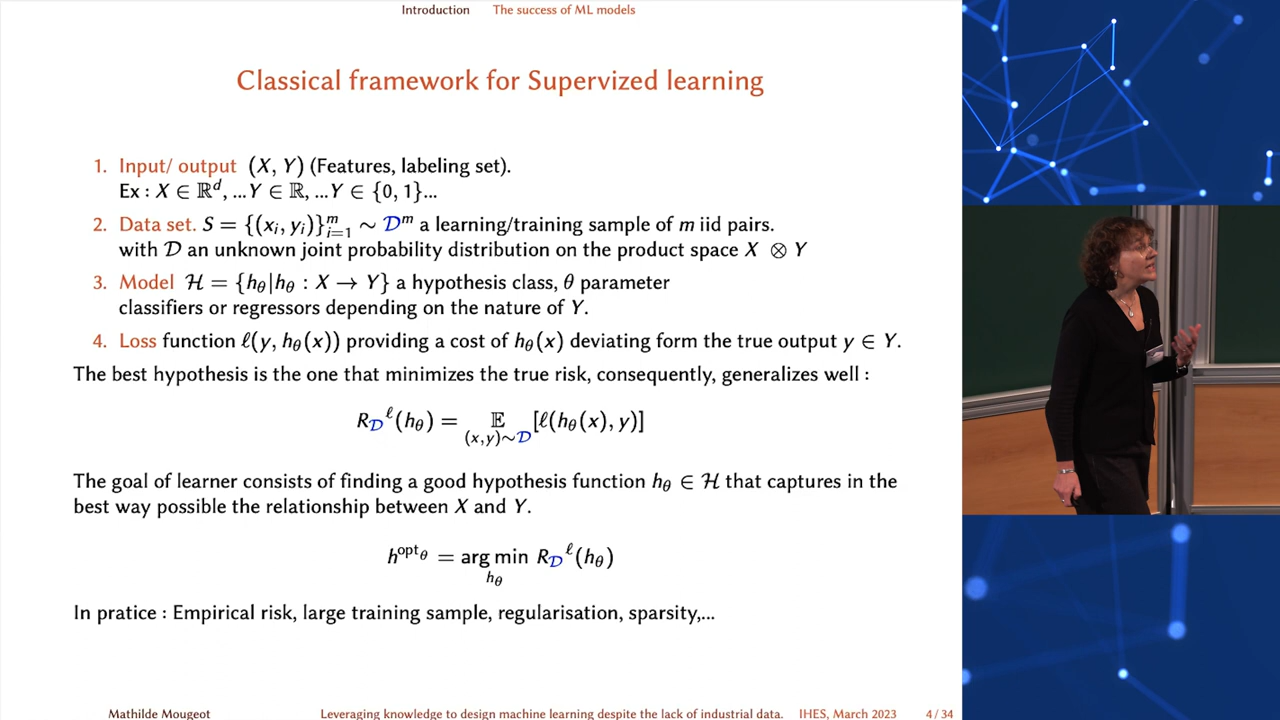 Introduction The success of ML models
Classical framework for Supervized learning
1. Input/ output (X, Y) (Features, labeling set).
Ex : X ∈ ℝᵈ, ...Y ∈ ℝ, ...Y ∈ {0, 1}...
2. Data set. S = {(xᵢ, yᵢ)}ᵐᵢ₌₁ ∼ 𝒟ᵐ a learning/training sample of m iid pairs.
with 𝒟 an unknown joint probability distribution on the product space X ⊗ Y
3. Model ℋ = {h_θ|h_θ : X → Y} a hypothesis class, θ parameter
classifiers or regressors depending on the nature of Y.
4. Loss function ℓ(y, h_θ(x)) providing a cost of h_θ(x) deviating form the true output y ∈ Y.
The best hypothesis is the one that minimizes the true risk, consequently, generalizes well :
R_𝒟^ℓ(h_θ) = 𝔼_{(x,y)∼𝒟} [ℓ(h_θ(x), y)]
The goal of learner consists of finding a good hypothesis function h_θ ∈ ℋ that captures in the
best way possible the relationship between X and Y.
h^opt_θ = arg min_{h_θ} R_𝒟^ℓ(h_θ)
In pratice : Empirical risk, large training sample, regularisation, sparsity,...
Mathilde Mougeot Leveraging knowledge to design machine learning despite the lack of industrial data. IHES, March 2023 4 / 34